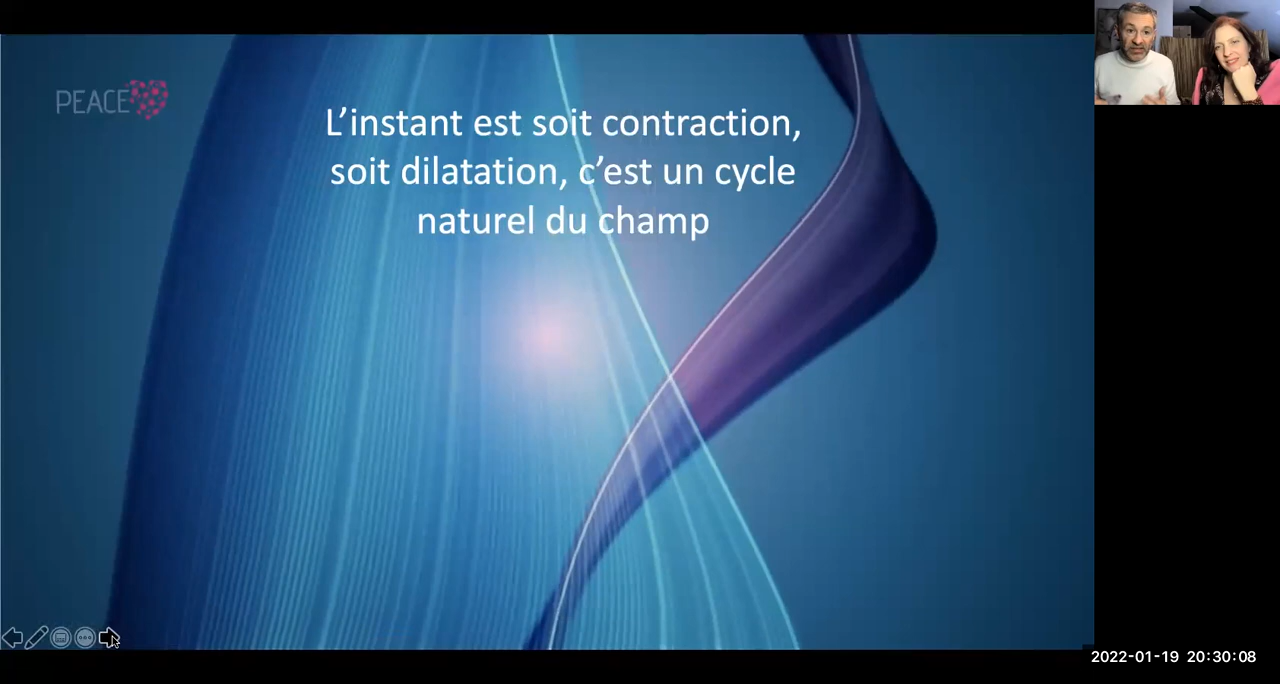 PEACE
L’instant est soit contraction,
soit dilatation, c’est un cycle
naturel du champ
2022-01-19 20:30:08